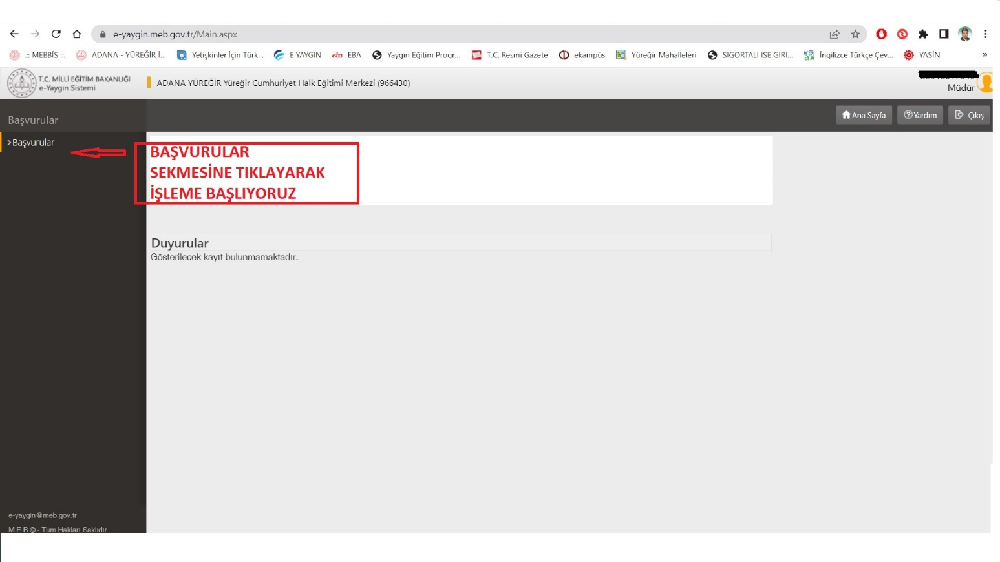 e-yaygin.meb.gov.tr/Main.aspx
.:: MEBBİS ::. ADANA - YÜREĞİR İ... Yetişkinler İçin Türk... E YAYGIN eba EBA Yaygın Eğitim Progr... T.C. Resmi Gazete ekampüs Yüreğir Mahalleleri SIGORTALI ISE GIRI... İngilizce Türkçe Çev... YASİN »
T.C. MİLLİ EĞİTİM BAKANLIĞI
e-Yaygın Sistemi
ADANA YÜREĞİR Yüreğir Cumhuriyet Halk Eğitimi Merkezi (966430)
Müdür
Başvurular
Ana Sayfa Yardım Çıkış
>Başvurular
BAŞVURULAR
SEKMESİNE TIKLAYARAK
İŞLEME BAŞLIYORUZ
Duyurular
Gösterilecek kayıt bulunmamaktadır.
e-yaygin@meb.gov.tr
M.E.B © - Tüm Hakları Saklıdır.